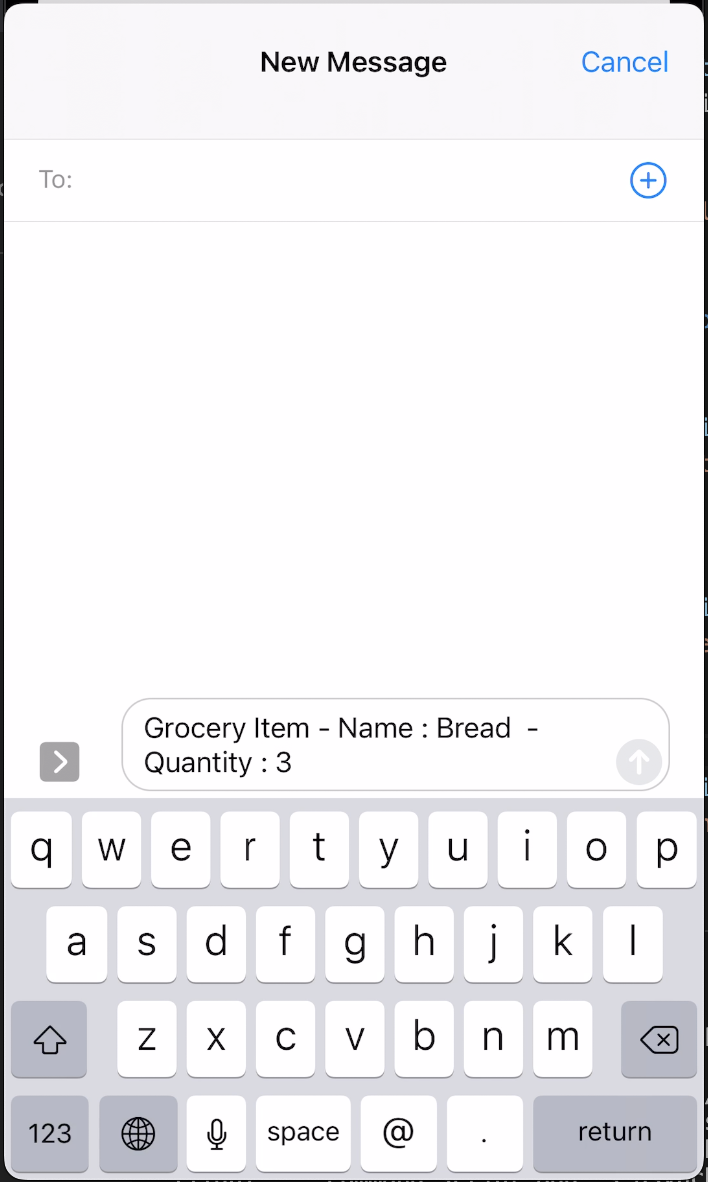 New Message
Cancel
To:
Grocery Item - Name : Bread  -
Quantity : 3
q w e r t y u i o p
a s d f g h j k l
z x c v b n m
123 space @ . return